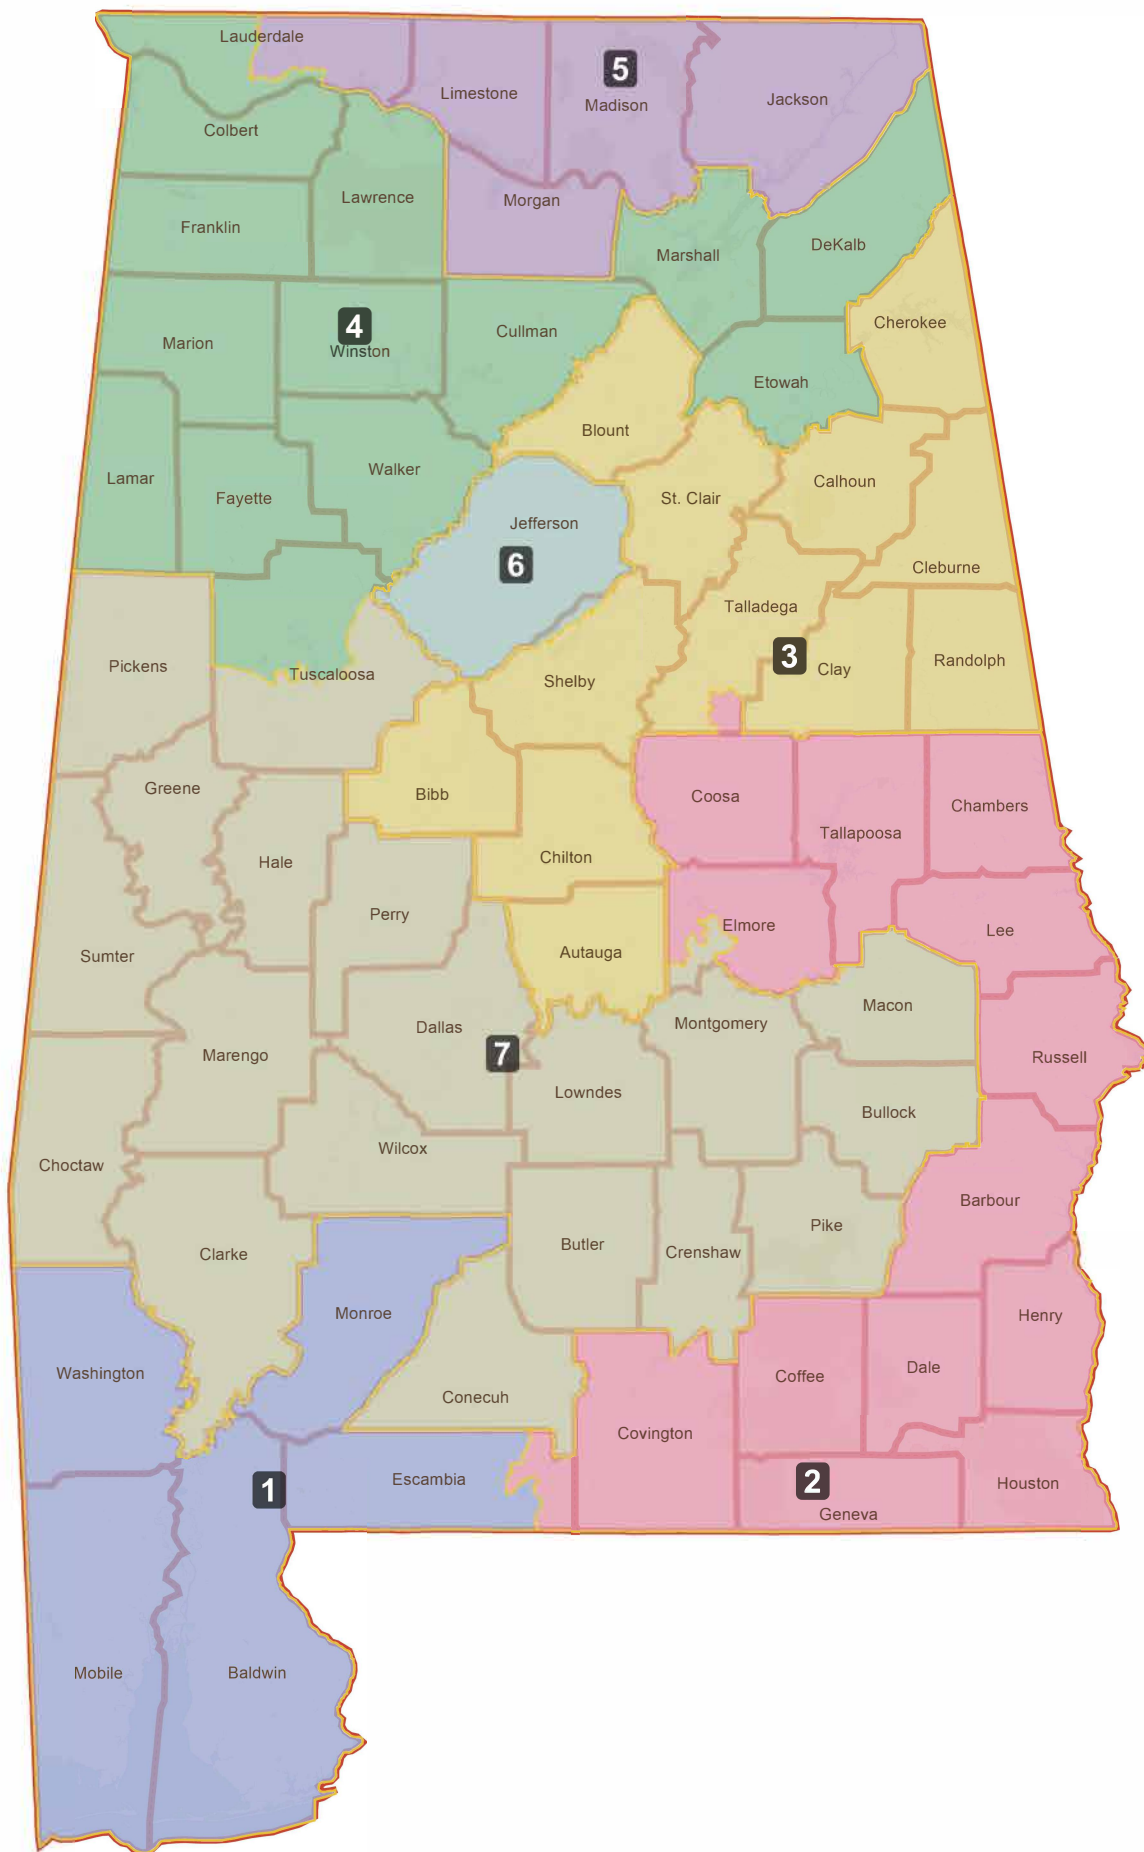 Lauderdale
5
Limestone
Madison
Jackson
Colbert
Lawrence
Morgan
Franklin
Marshall
DeKalb
4
Cherokee
Marion
Winston
Cullman
Etowah
Blount
Lamar
Walker
Fayette
St. Clair
Calhoun
Jefferson
6
Cleburne
Talladega
3
Pickens
Tuscaloosa
Shelby
Clay
Randolph
Greene
Bibb
Coosa
Chambers
Tallapoosa
Hale
Chilton
Perry
Elmore
Lee
Sumter
Autauga
Macon
Dallas
Montgomery
7
Marengo
Russell
Lowndes
Bullock
Wilcox
Choctaw
Barbour
Pike
Clarke
Butler
Crenshaw
Monroe
Henry
Washington
Coffee
Dale
Conecuh
Covington
1
Escambia
2
Houston
Geneva
Mobile
Baldwin